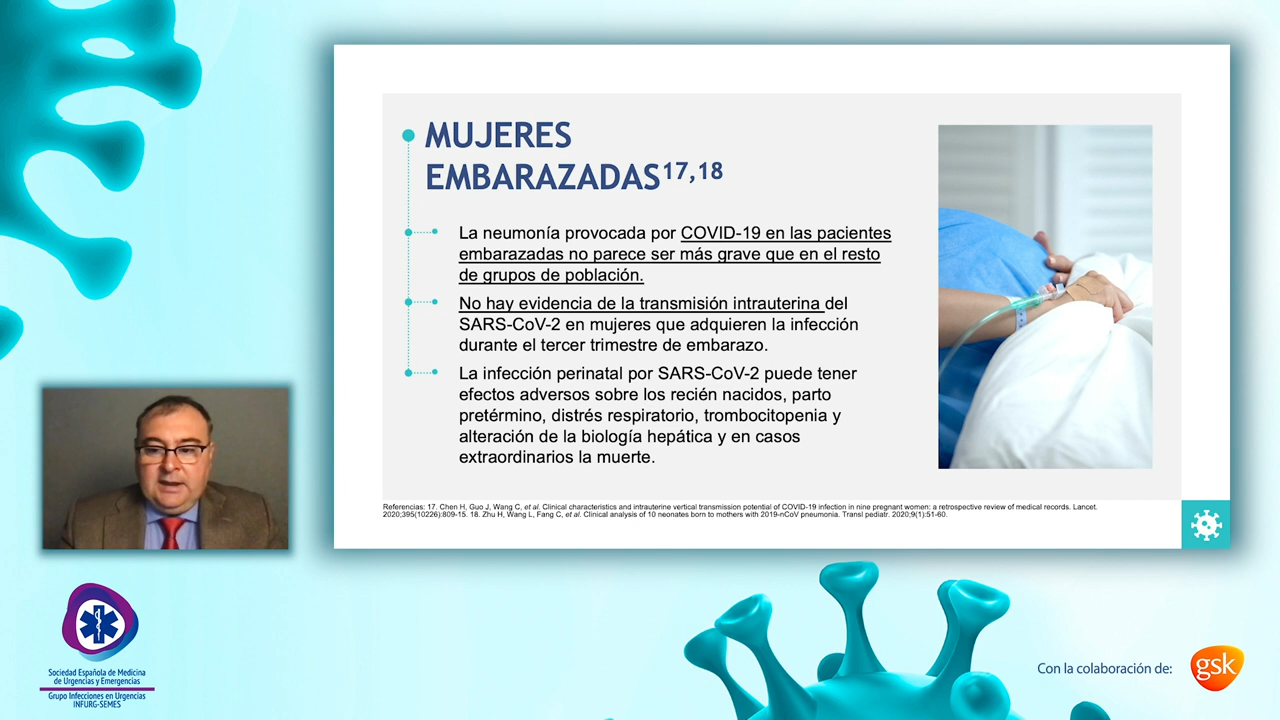 MUJERES
EMBARAZADAS17,18
La neumonía provocada por COVID-19 en las pacientes
embarazadas no parece ser más grave que en el resto
de grupos de población.
No hay evidencia de la transmisión intrauterina del
SARS-CoV-2 en mujeres que adquieren la infección
durante el tercer trimestre de embarazo.
La infección perinatal por SARS-CoV-2 puede tener
efectos adversos sobre los recién nacidos, parto
pretérmino, distrés respiratorio, trombocitopenia y
alteración de la biología hepática y en casos
extraordinarios la muerte.
Referencias: 17. Chen H, Guo J, Wang C, et al. Clinical characteristics and intrauterine vertical transmission potential of COVID-19 infection in nine pregnant women: a retrospective review of medical records. Lancet.
2020;395(10226):809-15. 18. Zhu H, Wang L, Fang C, et al. Clinical analysis of 10 neonates born to mothers with 2019-nCoV pneumonia. Transl pediatr. 2020;9(1):51-60.
Sociedad Española de Medicina
de Urgencias y Emergencias
Grupo Infecciones en Urgencias
INFURG-SEMES
Con la colaboración de:
gsk